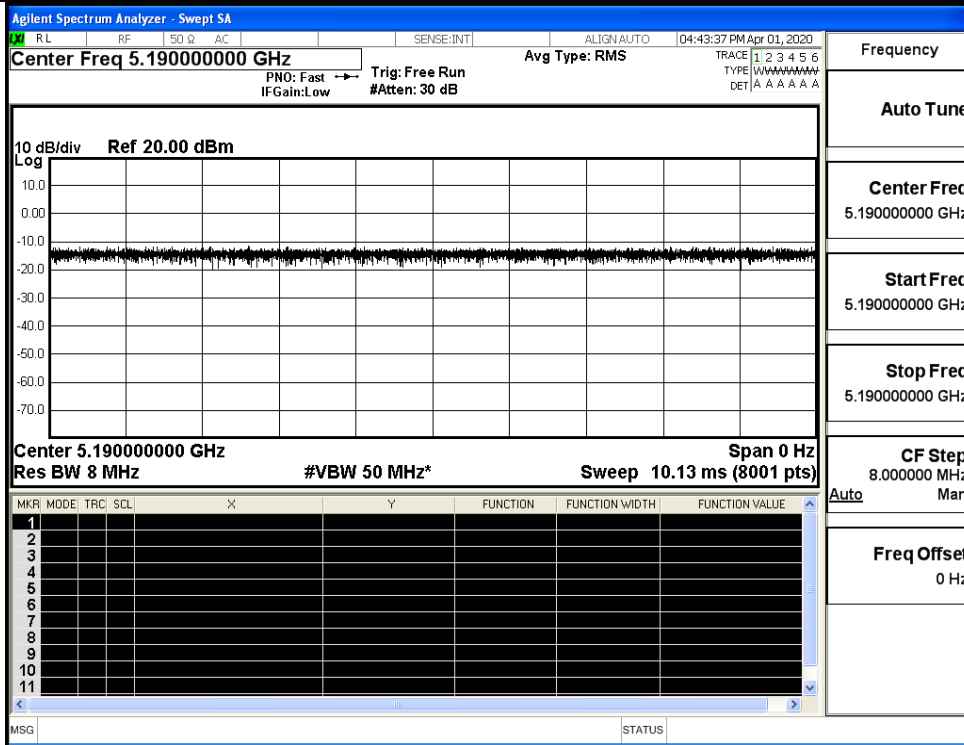 Agilent Spectrum Analyzer - Swept SA
LXI RL RF 50 Ω AC SENSE:INT ALIGN AUTO 04:43:37 PM Apr 01, 2020
Center Freq 5.190000000 GHz Avg Type: RMS TRACE 1 2 3 4 5 6
PNO: Fast Trig: Free Run TYPE WWWWWW
IFGain:Low #Atten: 30 dB DET A A A A A A
10 dB/div Ref 20.00 dBm
Log
10.0
0.00
-10.0
-20.0
-30.0
-40.0
-50.0
-60.0
-70.0
Center 5.190000000 GHz Span 0 Hz
Res BW 8 MHz #VBW 50 MHz* Sweep 10.13 ms (8001 pts)
MKR MODE TRC SCL X Y FUNCTION FUNCTION WIDTH FUNCTION VALUE
1
2
3
4
5
6
7
8
9
10
11
MSG STATUS
Frequency
Auto Tune
Center Freq
5.190000000 GHz
Start Freq
5.190000000 GHz
Stop Freq
5.190000000 GHz
CF Step
8.000000 MHz
Auto Man
Freq Offset
0 Hz